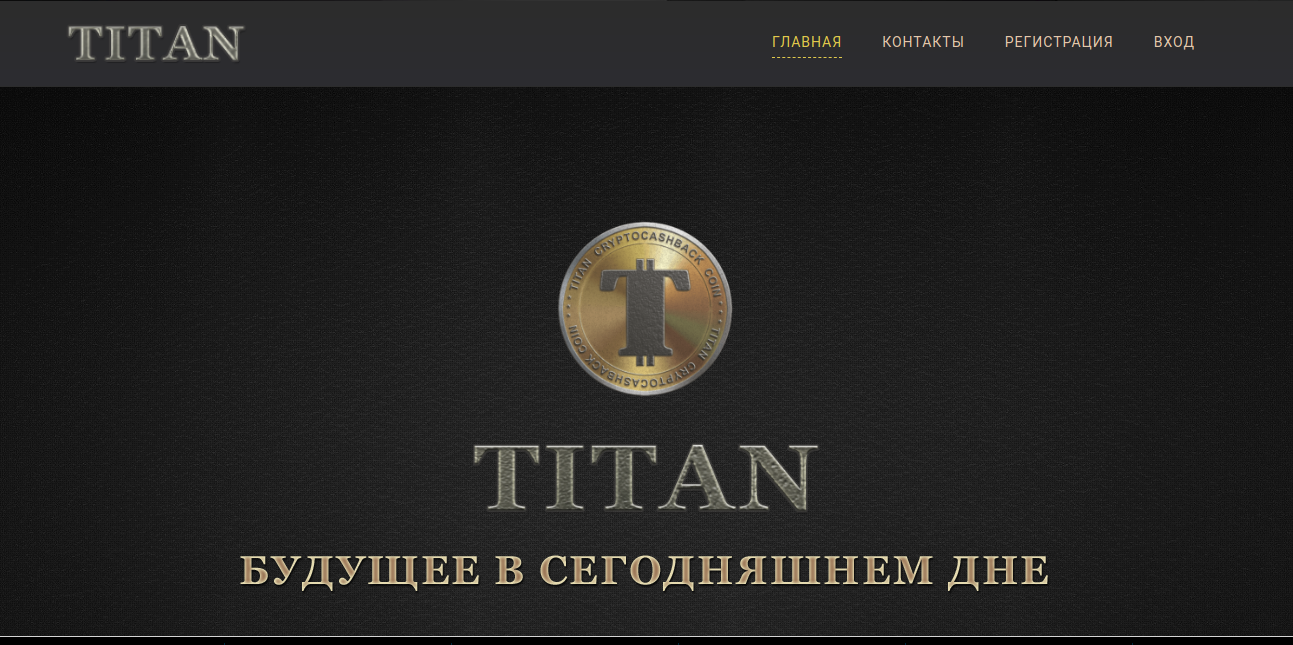 TITAN
ГЛАВНАЯ КОНТАКТЫ РЕГИСТРАЦИЯ ВХОД
TITAN CRYPTOCASHBACK COIN
TITAN CRYPTOCASHBACK COIN
T
TITAN
БУДУЩЕЕ В СЕГОДНЯШНЕМ ДНЕ